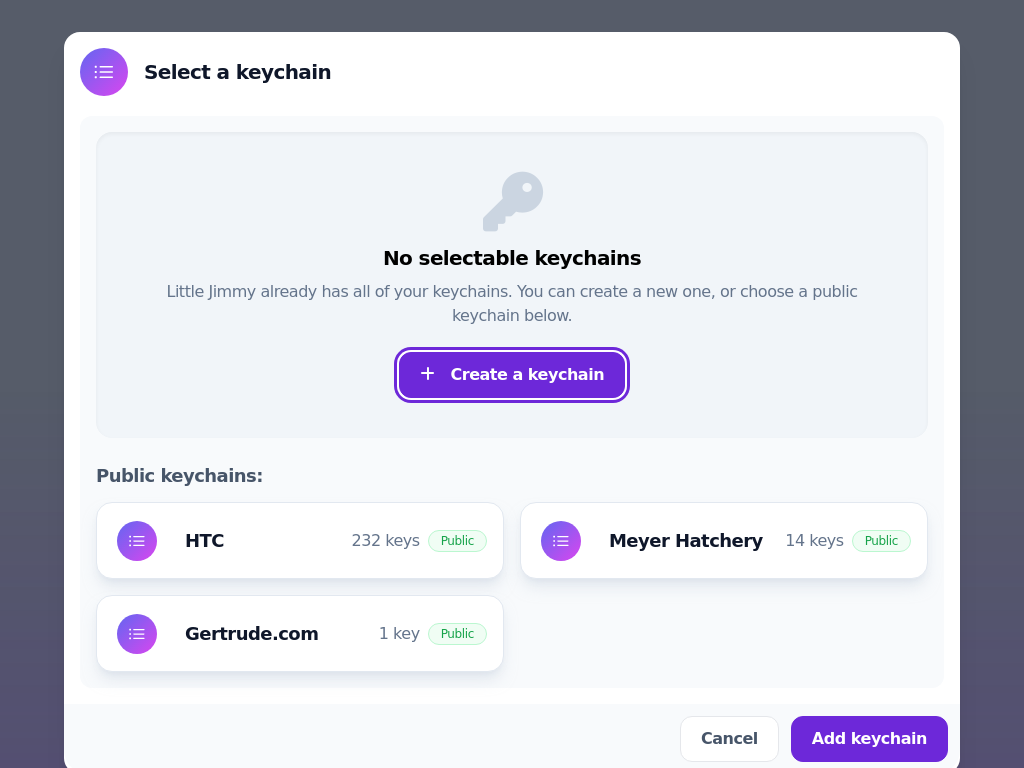 Select a keychain
No selectable keychains
Little Jimmy already has all of your keychains. You can create a new one, or choose a public
keychain below.
Create a keychain
Public keychains:
HTC 232 keys Public
Meyer Hatchery 14 keys Public
Gertrude.com 1 key Public
Cancel Add keychain